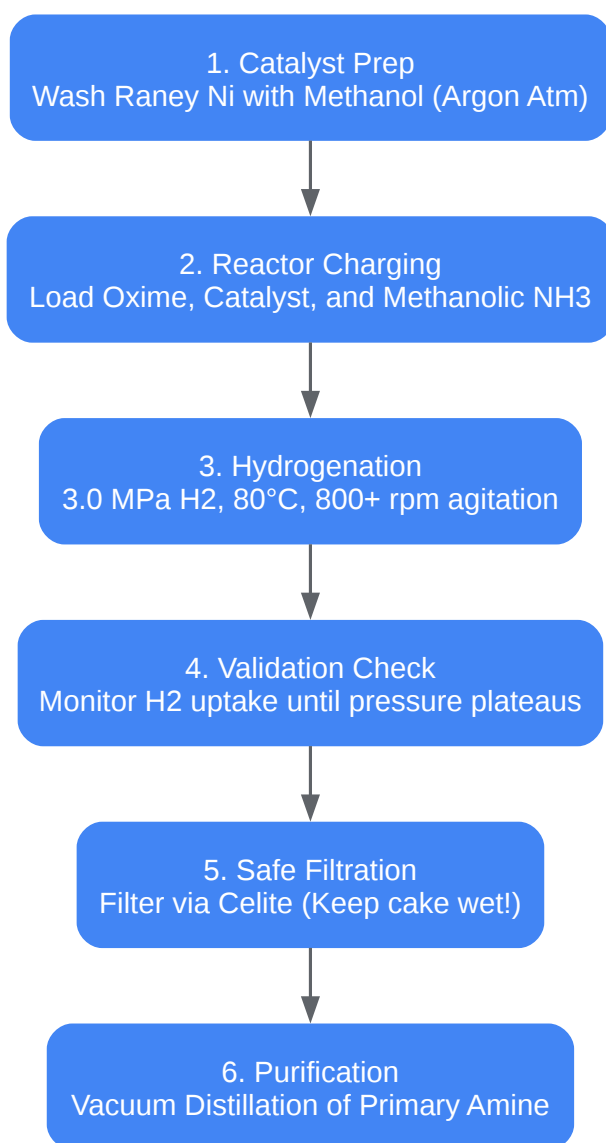 1. Catalyst Prep
Wash Raney Ni with Methanol (Argon Atm)
2. Reactor Charging
Load Oxime, Catalyst, and Methanolic NH3
3. Hydrogenation
3.0 MPa H2, 80°C, 800+ rpm agitation
4. Validation Check
Monitor H2 uptake until pressure plateaus
5. Safe Filtration
Filter via Celite (Keep cake wet!)
6. Purification
Vacuum Distillation of Primary Amine